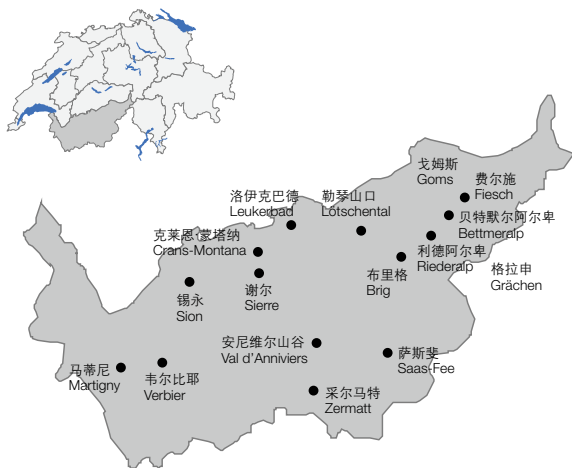 戈姆斯
Goms
费尔施
Fiesch
洛伊克巴德
Leukerbad
勒琴山口
Lötschental
贝特默尔阿尔卑
Bettmeralp
克莱恩·蒙塔纳
Crans-Montana
利德阿尔卑
Riederalp
格拉申
Grächen
布里格
Brig
谢尔
Sierre
锡永
Sion
安尼维尔山谷
Val d'Anniviers
萨斯斐
Saas-Fee
马蒂尼
Martigny
韦尔比耶
Verbier
采尔马特
Zermatt